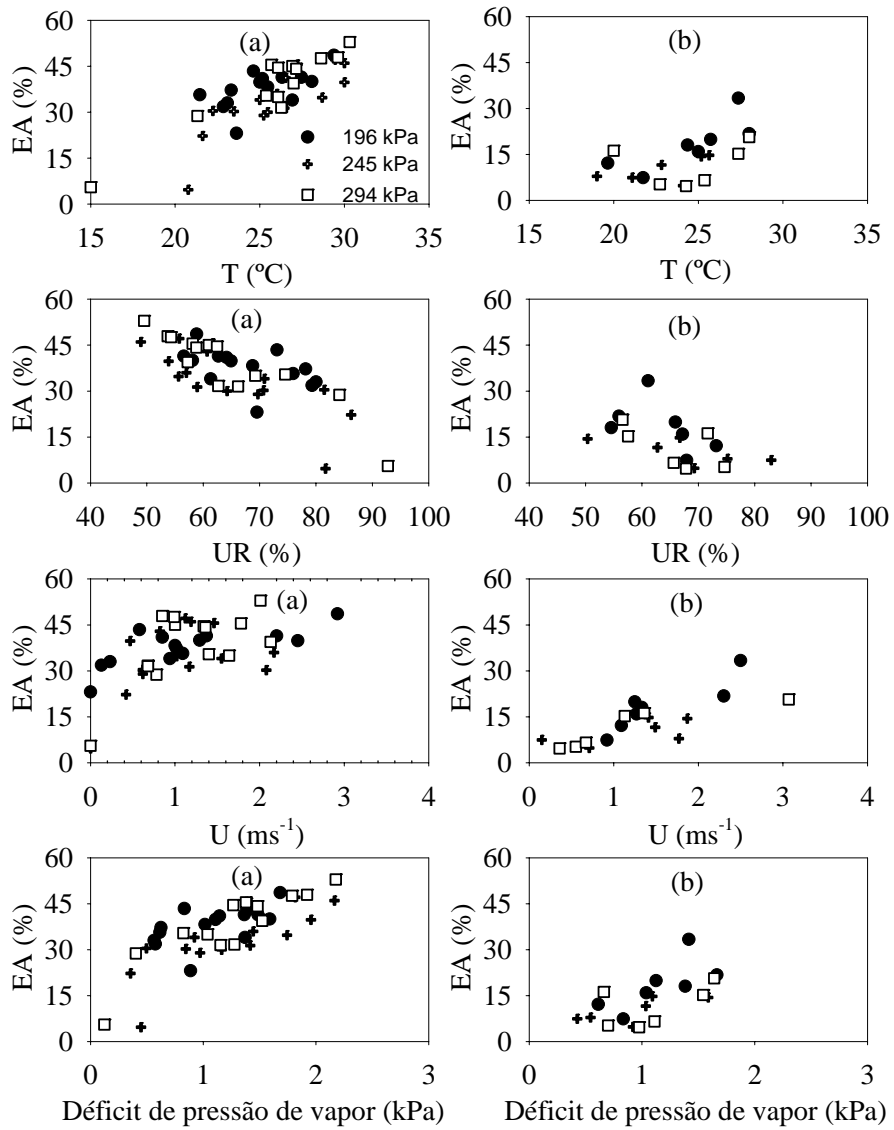 60
45
30
15
0
EA (%)
(a)
196 kPa
245 kPa
294 kPa
15 20 25 30 35
T (ºC)
60
45
30
15
0
EA (%)
(b)
15 20 25 30 35
T (ºC)
60
45
30
15
0
EA (%)
(a)
40 50 60 70 80 90 100
UR (%)
60
45
30
15
0
EA (%)
(b)
40 50 60 70 80 90 100
UR (%)
60
45
30
15
0
EA (%)
(a)
0 1 2 3 4
U (ms-1)
60
45
30
15
0
EA (%)
(b)
0 1 2 3 4
U (ms-1)
60
45
30
15
0
EA (%)
(a)
0 1 2 3
Déficit de pressão de vapor (kPa)
60
45
30
15
0
EA (%)
(b)
0 1 2 3
Déficit de pressão de vapor (kPa)